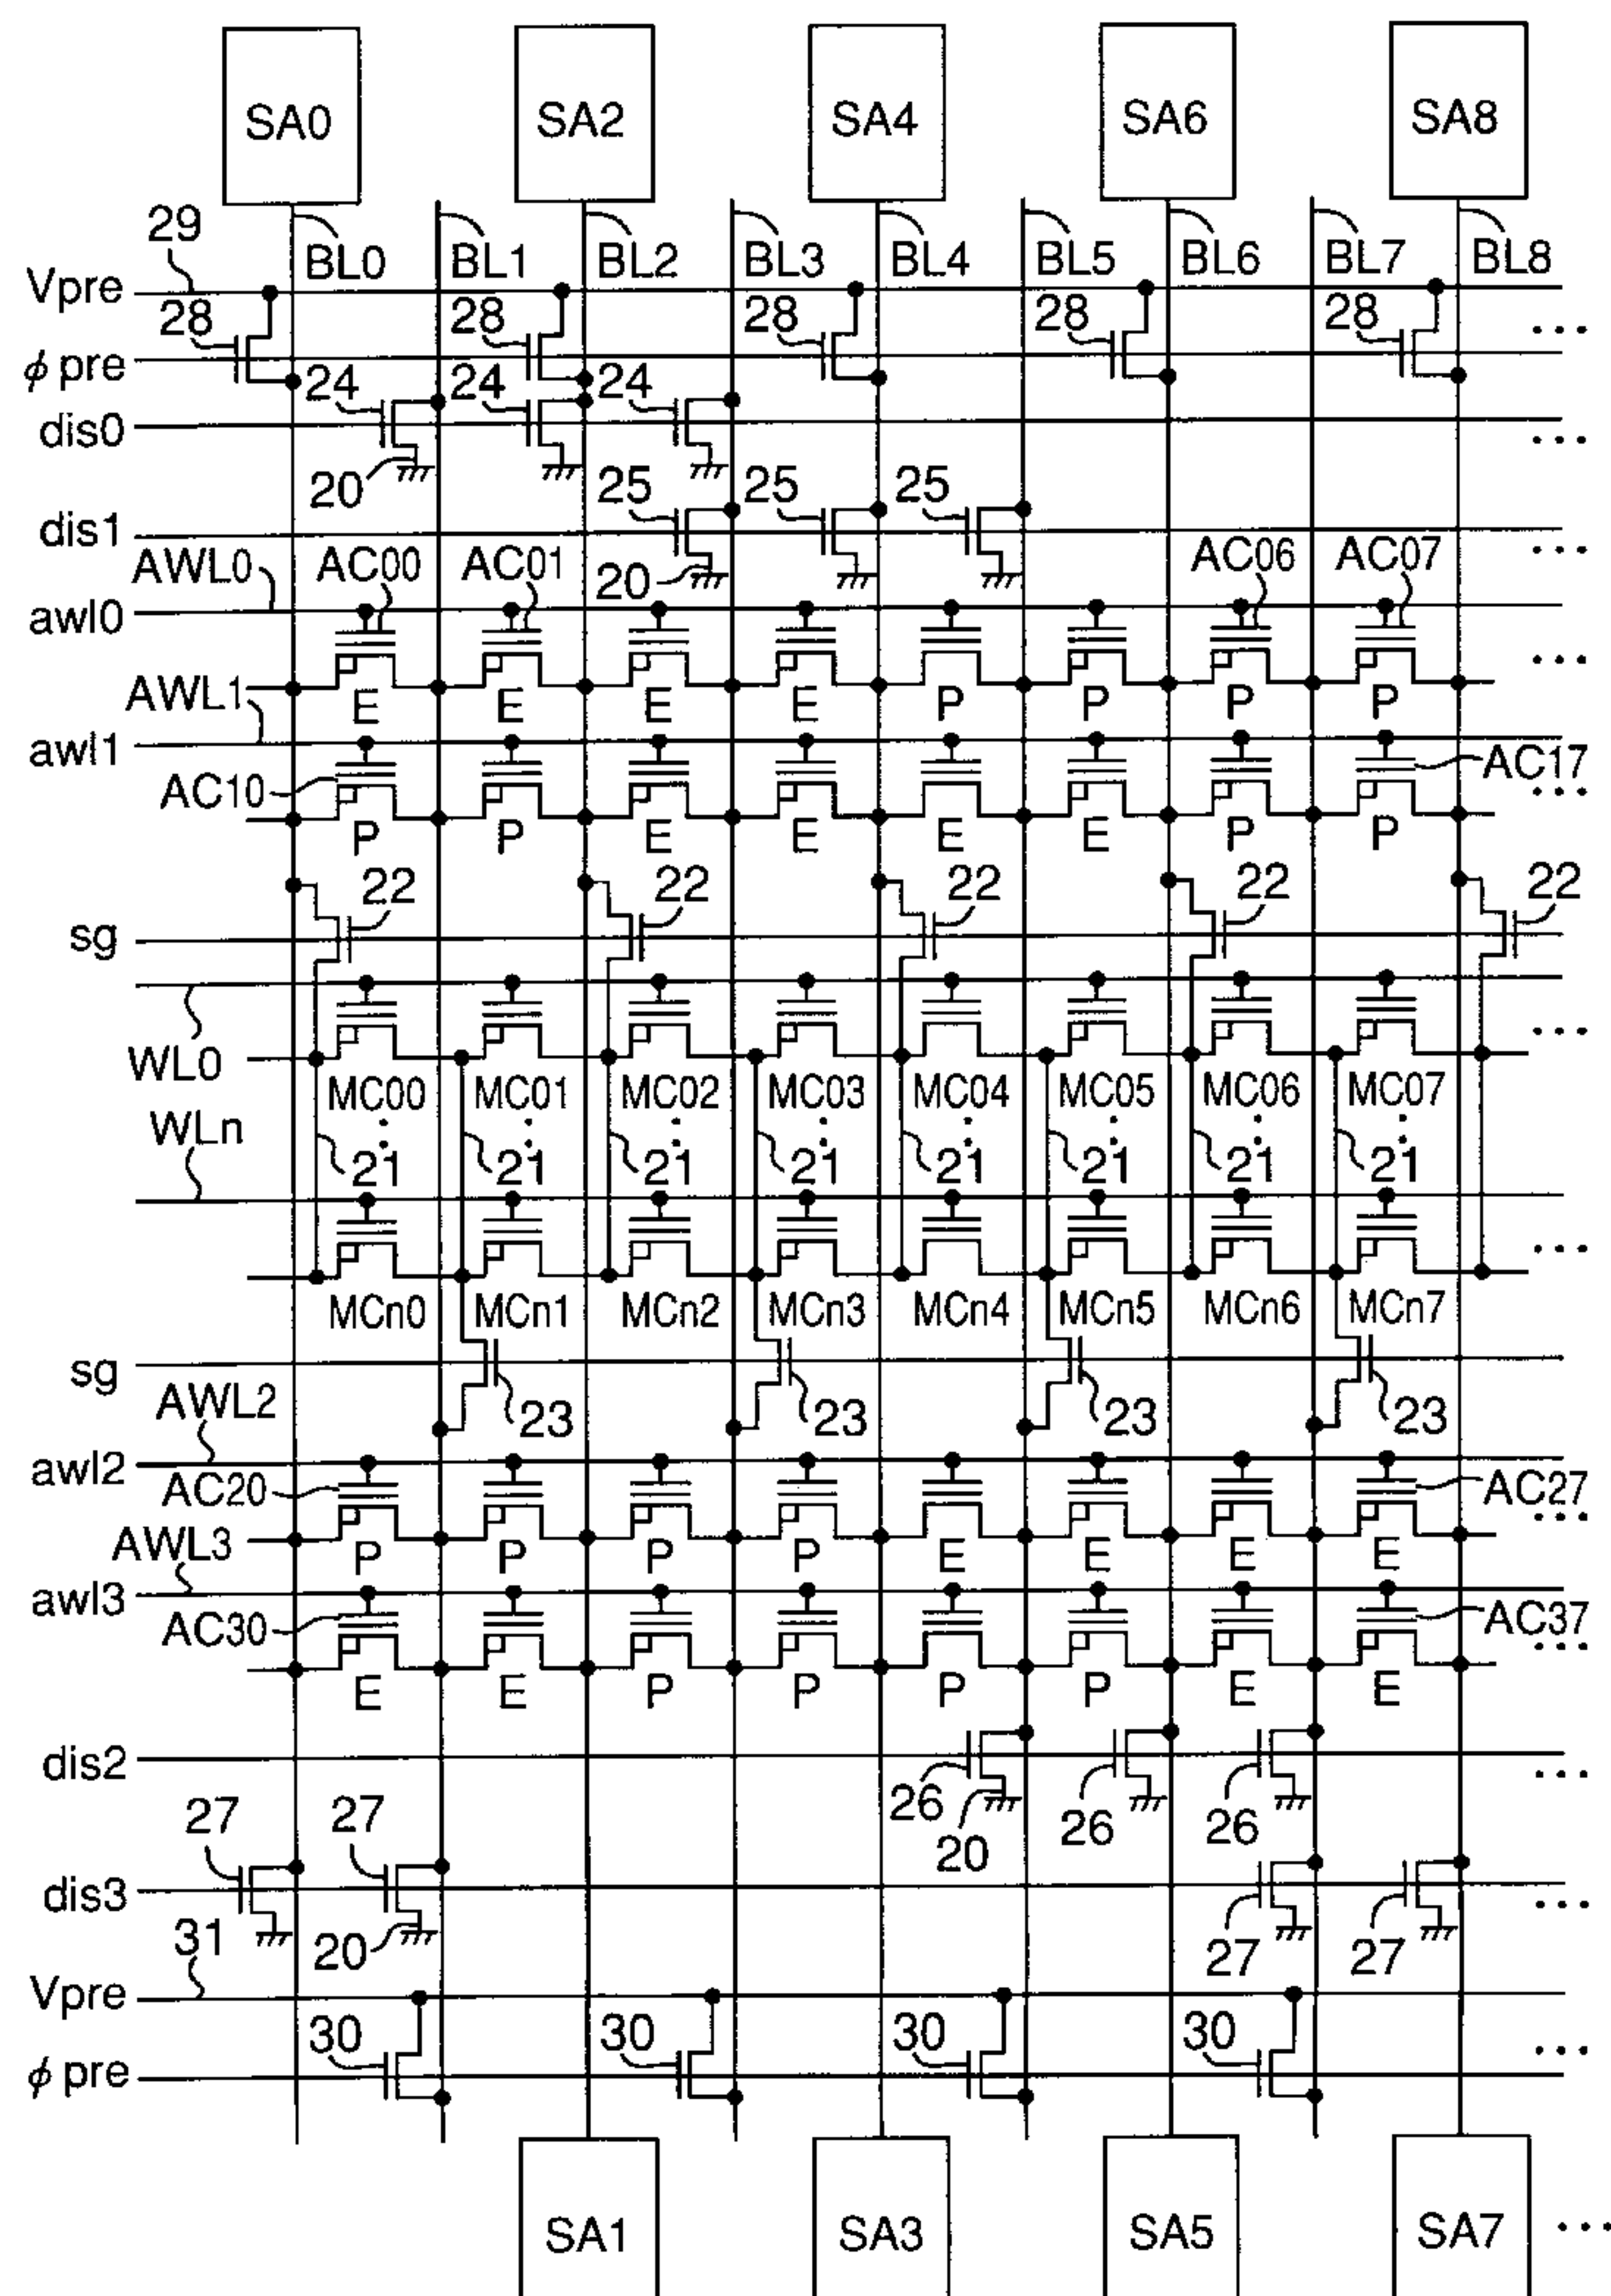 SA0 SA2 SA4 SA6 SA8
29 BL0 BL1 BL2 BL3 BL4 BL5 BL6 BL7 BL8
Vpre
28 28 28 28 28 ...
ϕ pre
24 24 24
dis0 ...
20
25 25 25
dis1 ...
AWL0 AC00 AC01 20 AC06 AC07
awl0
...
AWL1 E E E E P P P P
awl1
AC10 AC17
...
P P E E E E P P
22 22 22 22 22
sg
WL0 ...
MC00 MC01 MC02 MC03 MC04 MC05 MC06 MC07
WLn : : : : : : : :
21 21 21 21 21 21 21 21
...
MCn0 MCn1 MCn2 MCn3 MCn4 MCn5 MCn6 MCn7
sg
AWL2 23 23 23 23
awl2
AC20 AC27
...
AWL3 P P P P E E E E
awl3
AC30 AC37
...
E E P P P P E E
dis2 ...
26 26 26
20
27 27
dis3 ...
31 20 27 27
Vpre
30 30 30 30 ...
ϕ pre
SA1 SA3 SA5 SA7 ...